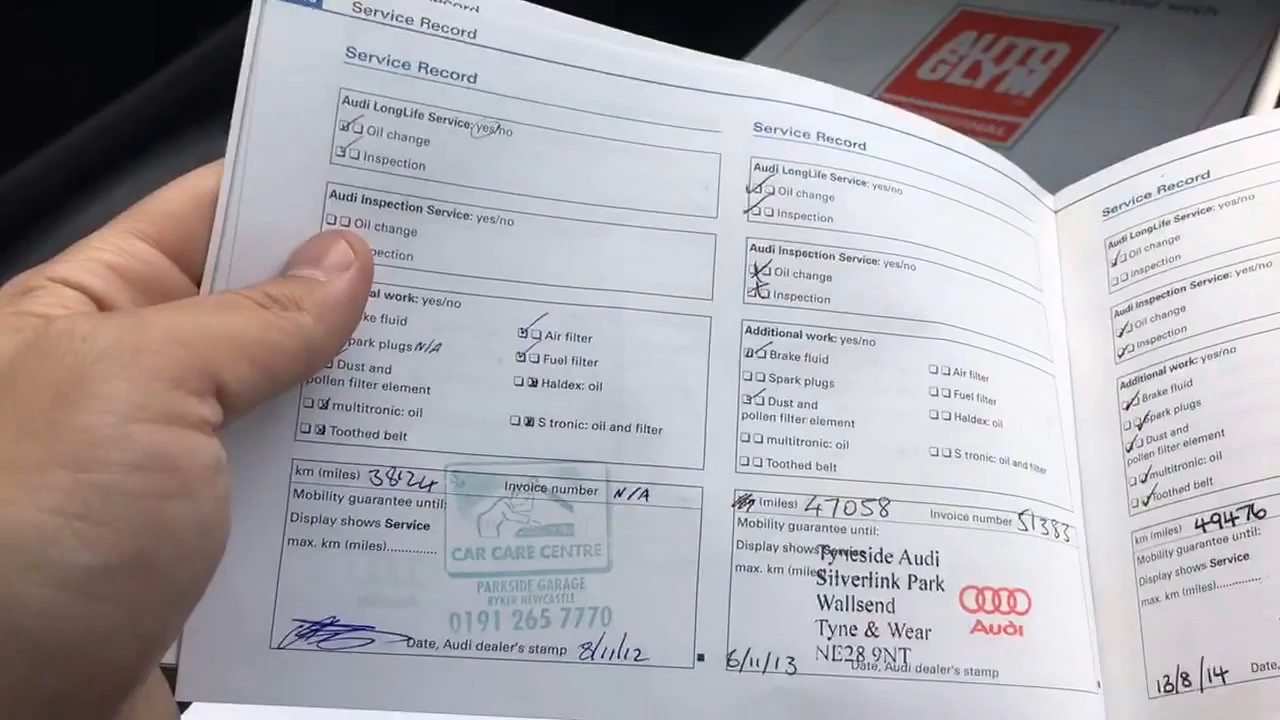 Service Record
Service Record
Audi LongLife Service: yes/no
Oil change
Inspection
Audi Inspection Service: yes/no
Oil change
pection
al work: yes/no
ke fluid
park plugs N/A
Dust and
pollen filter element
multitronic: oil
Toothed belt
Air filter
Fuel filter
Haldex: oil
S tronic: oil and filter
km (miles) 38124
Invoice number N/A
Mobility guarantee until:
Display shows Service
max. km (miles)..............
CAR CARE CENTRE
PARKSIDE GARAGE
BYKER NEWCASTLE
0191 265 7770
Date, Audi dealer's stamp 8/11/12
Service Record
Audi LongLife Service: yes/no
Oil change
Inspection
Audi Inspection Service: yes/no
Oil change
Inspection
Additional work: yes/no
Brake fluid
Spark plugs
Dust and
pollen filter element
multitronic: oil
Toothed belt
Air filter
Fuel filter
Haldex: oil
S tronic: oil and filter
(miles) 47058
Invoice number 51383
Mobility guarantee until:
Display shows Service
max. km (miles
Tyneside Audi
Silverlink Park
Wallsend
Tyne & Wear
NE28 9NT
Audi
6/11/13
Date, Audi dealer's stamp
Service Record
Audi LongLife Service: yes/no
Oil change
Inspection
Audi Inspection Service: yes/no
Oil change
Inspection
Additional work: yes/no
Brake fluid
Spark plugs
Dust and
pollen filter element
multitronic: oil
Toothed belt
km (miles) 49476
Mobility guarantee until:
Display shows Service
max. km (miles)..............
13/8/14
Date,
with
AUTO
GLYM